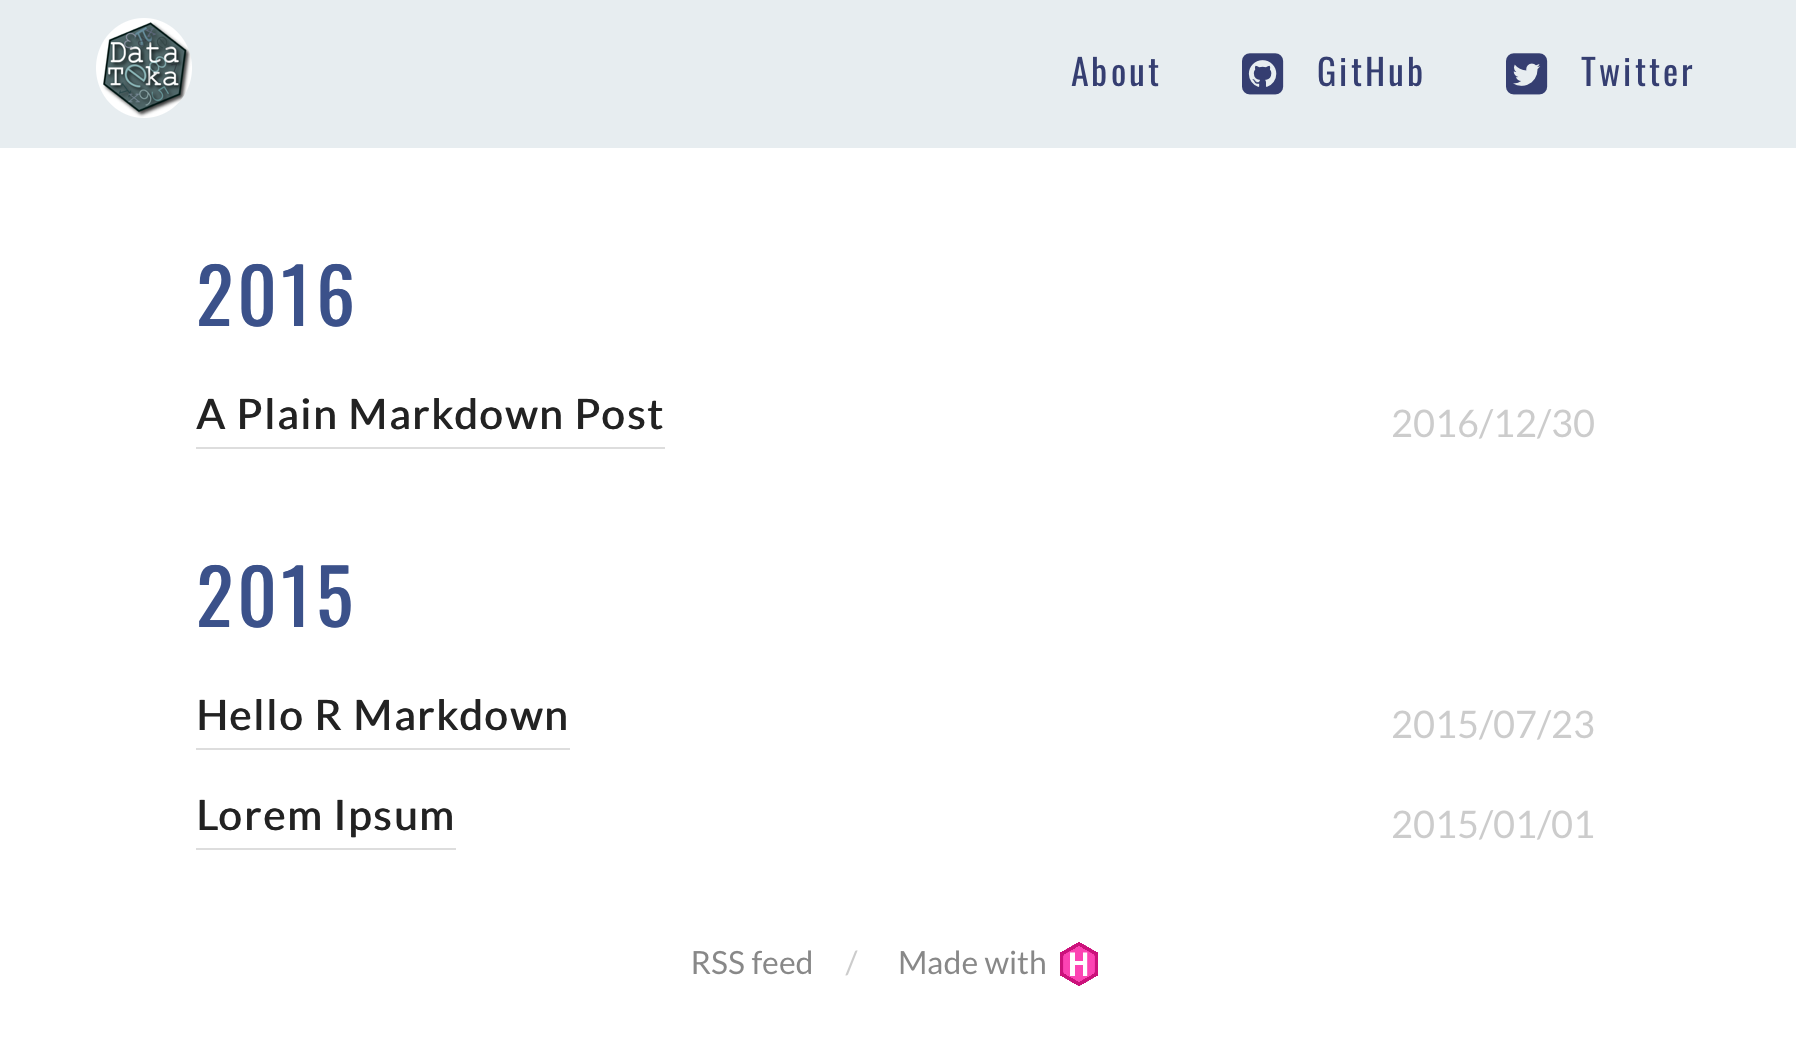 Data
Teka
About GitHub Twitter
2016
A Plain Markdown Post 2016/12/30
2015
Hello R Markdown 2015/07/23
Lorem Ipsum 2015/01/01
RSS feed / Made with H